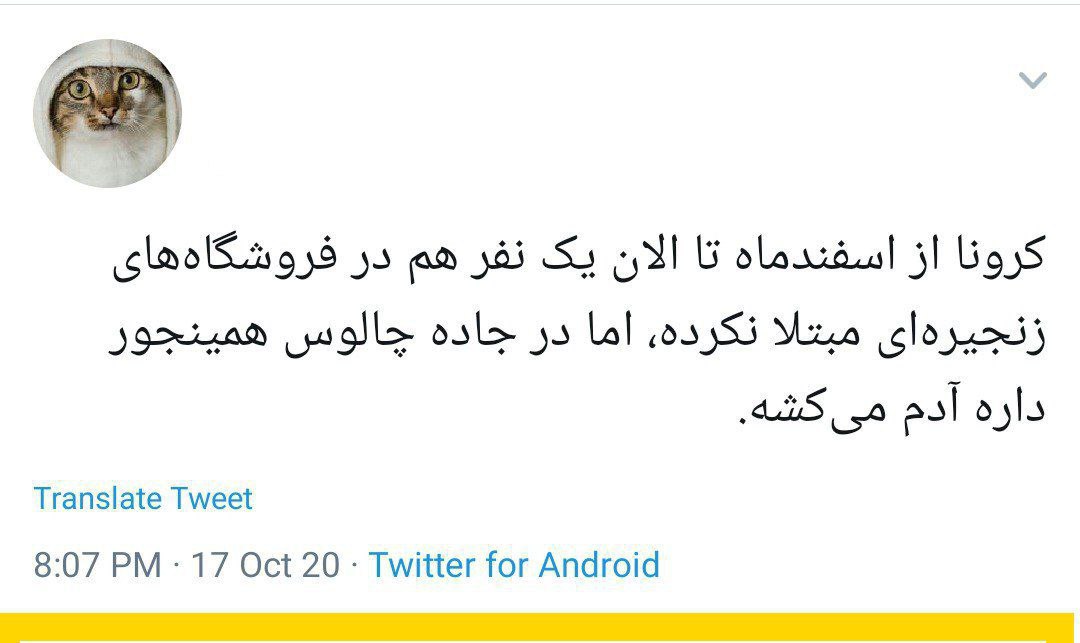 کرونا از اسفندماه تا الان یک نفر هم در فروشگاه‌های
زنجیره‌ای مبتلا نکرده، اما در جاده چالوس همینجور
داره آدم می‌کشه.
Translate Tweet
8:07 PM · 17 Oct 20 · Twitter for Android